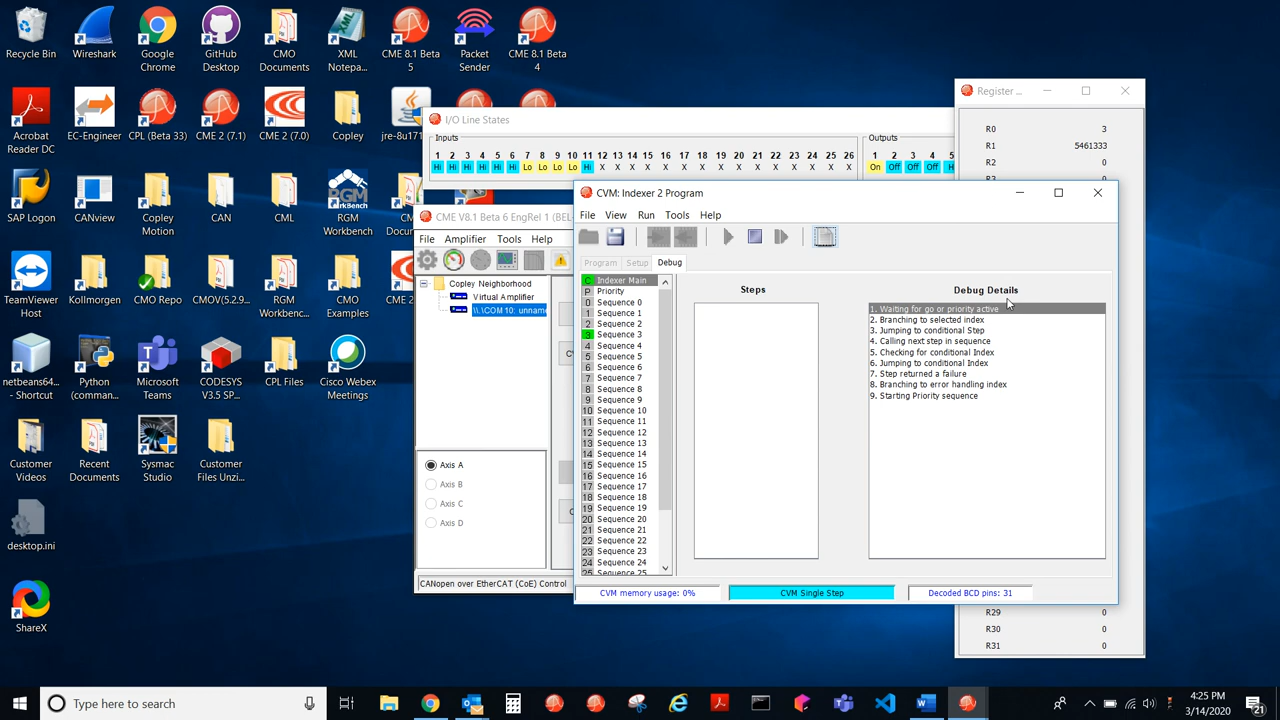 Recycle Bin
Wireshark
Google Chrome
GitHub Desktop
CMO Documents
XML Notepa...
CME 8.1 Beta 5
Packet Sender
CME 8.1 Beta 4
Acrobat Reader DC
EC-Engineer
CPL (Beta 33)
CME 2 (7.1)
CME 2 (7.0)
Copley
jre-8u171
SAP Logon
CANview
Copley Motion
CAN
CML
RGM Workbench
TeamViewer Host
Kollmorgen
CMO Repo
CMOV(5.2.9...
RGM Workbenc...
CMO Examples
CME 2
netbeans64... - Shortcut
Python (comman...
Microsoft Teams
CODESYS V3.5 SP...
CPL Files
Cisco Webex Meetings
Customer Videos
Recent Documents
Sysmac Studio
Customer Files Unzi...
desktop.ini
ShareX
I/O Line States
Inputs
1 2 3 4 5 6 7 8 9 10 11 12 13 14 15 16 17 18 19 20 21 22 23 24 25 26
Hi Hi Hi Hi Hi Hi Lo Lo Lo Lo Hi X X X X X X X X X X X X X X X
Outputs
1 2 3 4 5
On Off Off Off
Register ...
R0 3
R1 5461333
R2 0
R29 0
R30 0
R31 0
CME V8.1 Beta 6 EngRel 1 (BEL-
File Amplifier Tools Help
Copley Neighborhood
Virtual Amplifier
\\.\COM 10: unnam
Axis A
Axis B
Axis C
Axis D
CANopen over EtherCAT (CoE) Control
CVM: Indexer 2 Program
File View Run Tools Help
Program Setup Debug
C Indexer Main
P Priority
0 Sequence 0
1 Sequence 1
2 Sequence 2
3 Sequence 3
4 Sequence 4
5 Sequence 5
6 Sequence 6
7 Sequence 7
8 Sequence 8
9 Sequence 9
10 Sequence 10
11 Sequence 11
12 Sequence 12
13 Sequence 13
14 Sequence 14
15 Sequence 15
16 Sequence 16
17 Sequence 17
18 Sequence 18
19 Sequence 19
20 Sequence 20
21 Sequence 21
22 Sequence 22
23 Sequence 23
24 Sequence 24
25 Sequence 25
Steps
Debug Details
1. Waiting for go or priority active
2. Branching to selected index
3. Jumping to conditional Step
4. Calling next step in sequence
5. Checking for conditional Index
6. Jumping to conditional Index
7. Step returned a failure
8. Branching to error handling index
9. Starting Priority sequence
CVM memory usage: 0%
CVM Single Step
Decoded BCD pins: 31
Type here to search
4:25 PM
3/14/2020
21